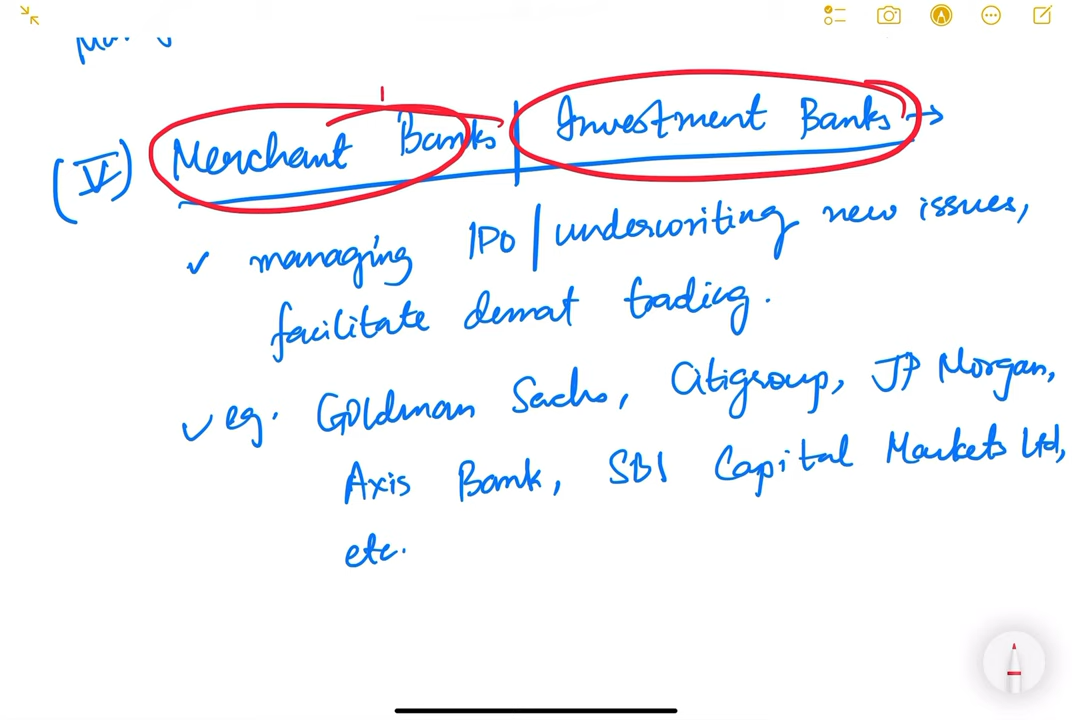 (V) Merchant Banks | Investment Banks →
✓ managing IPO | underwriting new issues,
facilitate demat trading.
✓ eg. Goldman Sachs, Citigroup, JP Morgan,
Axis Bank, SBI Capital Markets Ltd,
etc.